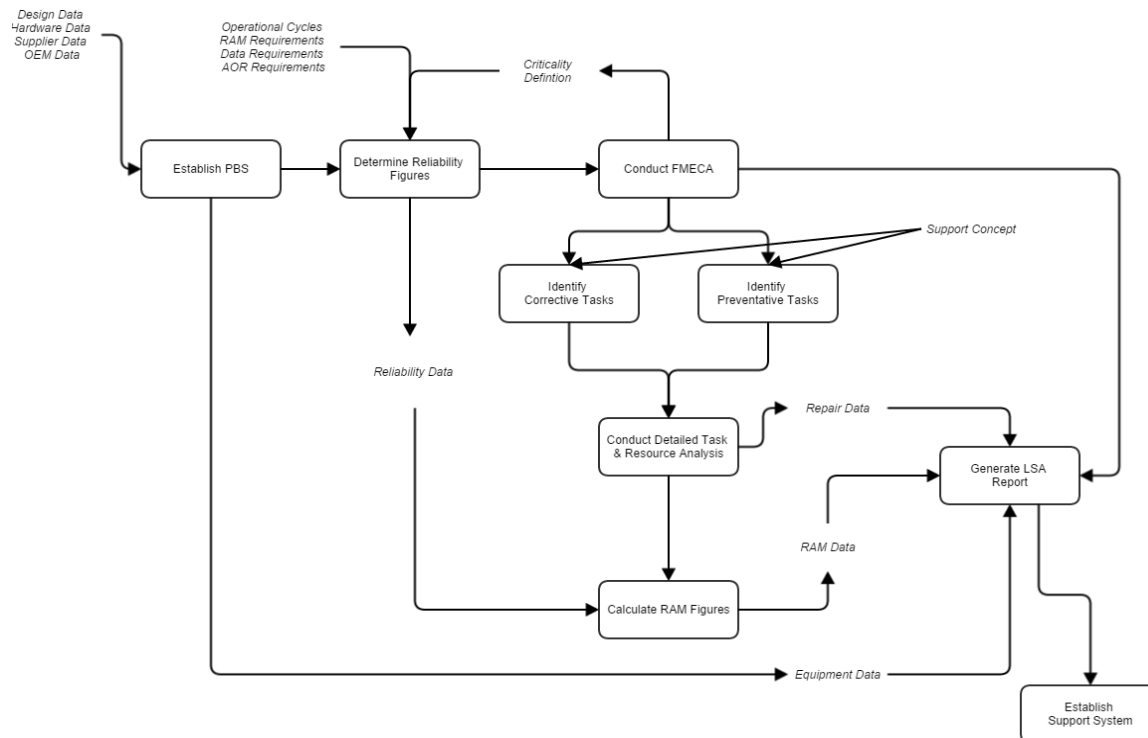 Design Data
Hardware Data
Supplier Data
OEM Data
Operational Cycles
RAM Requirements
Data Requirements
AOR Requirements
Criticality
Defintion
Establish PBS
Determine Reliability
Figures
Conduct FMECA
Support Concept
Identify
Corrective Tasks
Identify
Preventative Tasks
Reliability Data
Repair Data
Conduct Detailed Task
& Resource Analysis
Generate LSA
Report
RAM Data
Calculate RAM Figures
Equipment Data
Establish
Support System